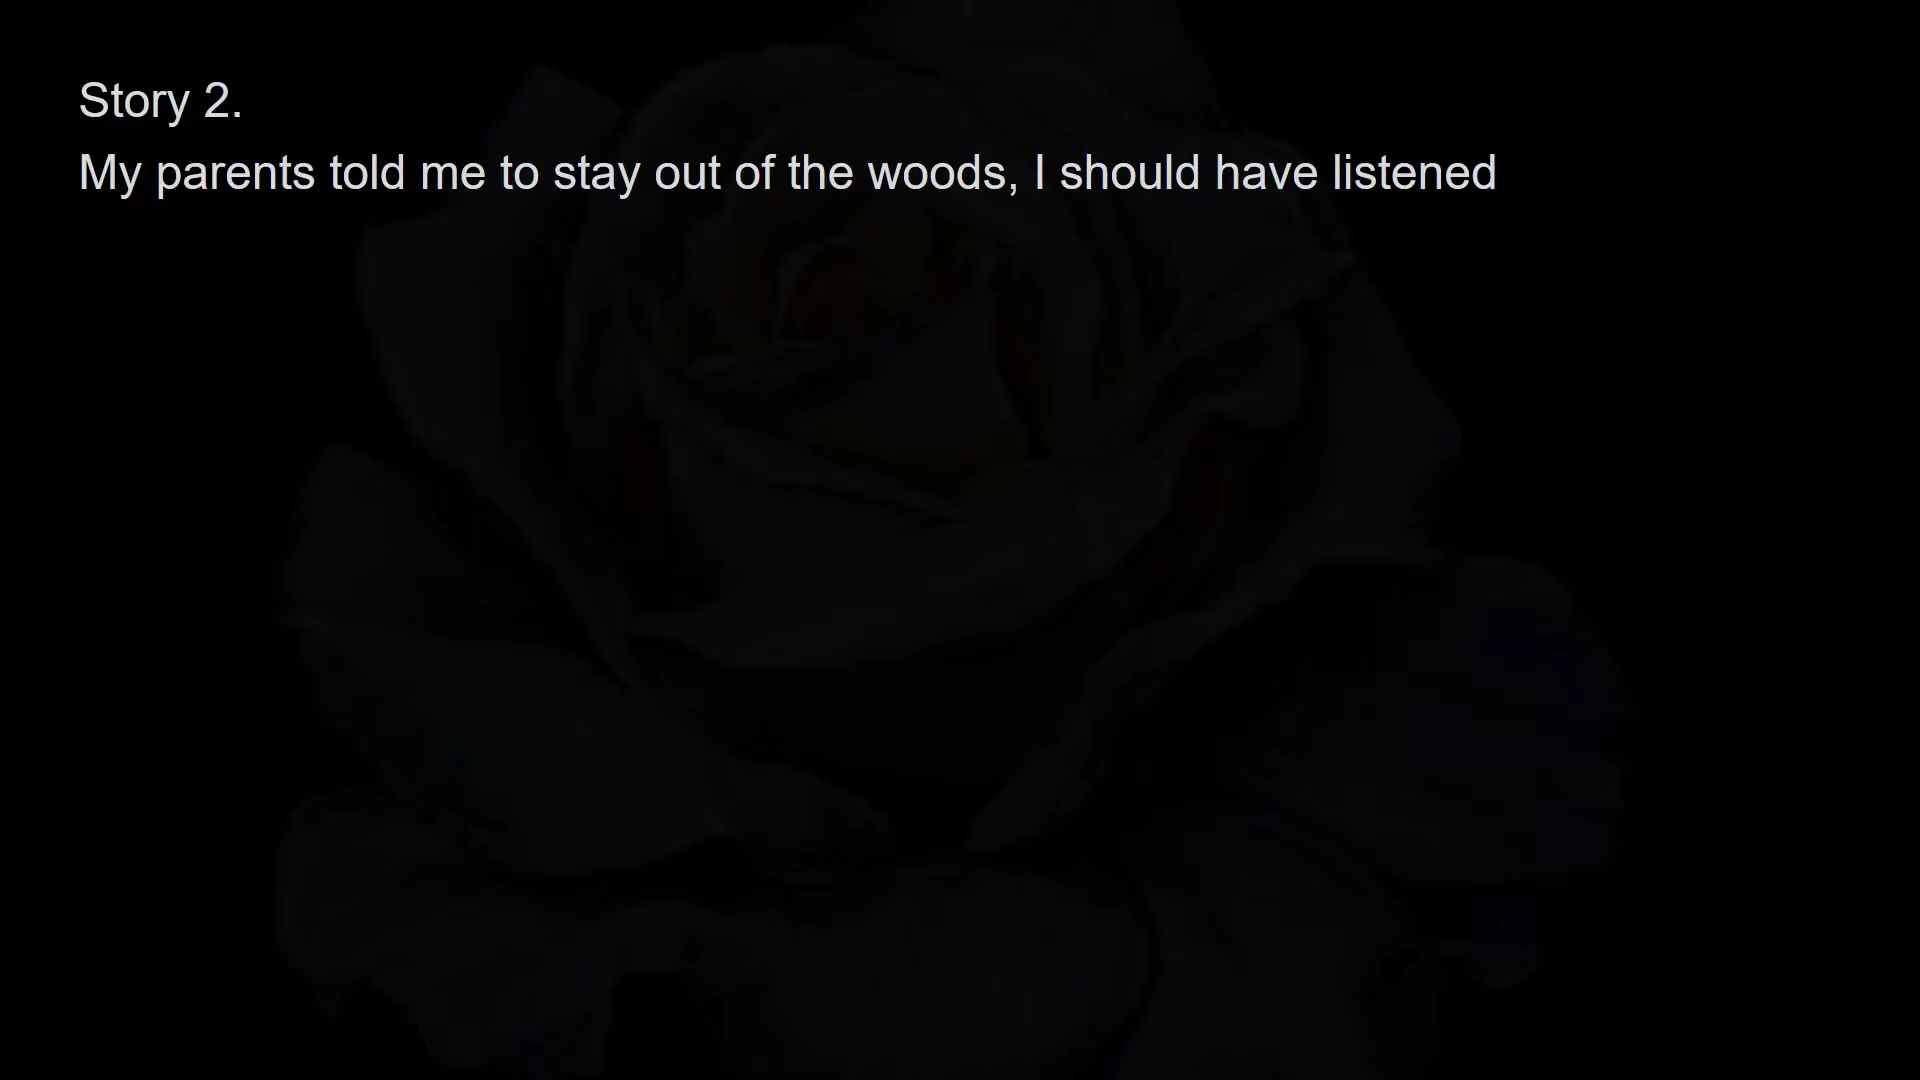 Story 2.
My parents told me to stay out of the woods, I should have listened